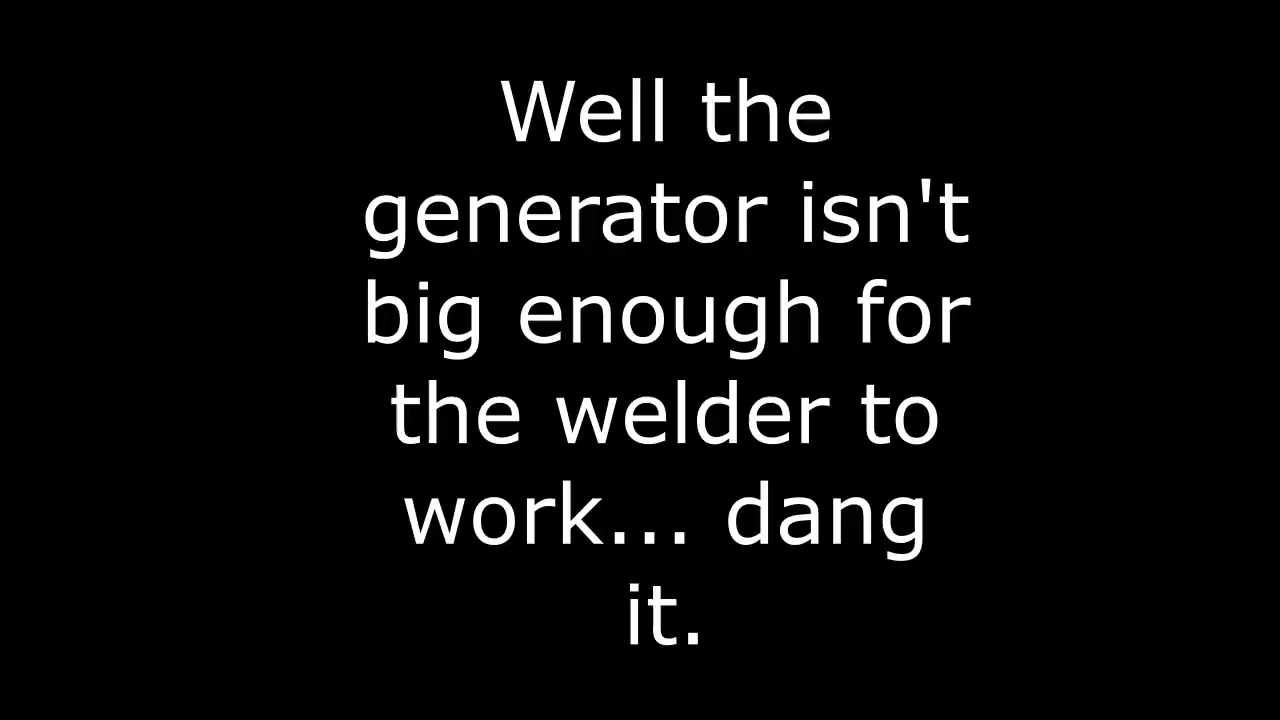 Well the
generator isn't
big enough for
the welder to
work... dang
it.